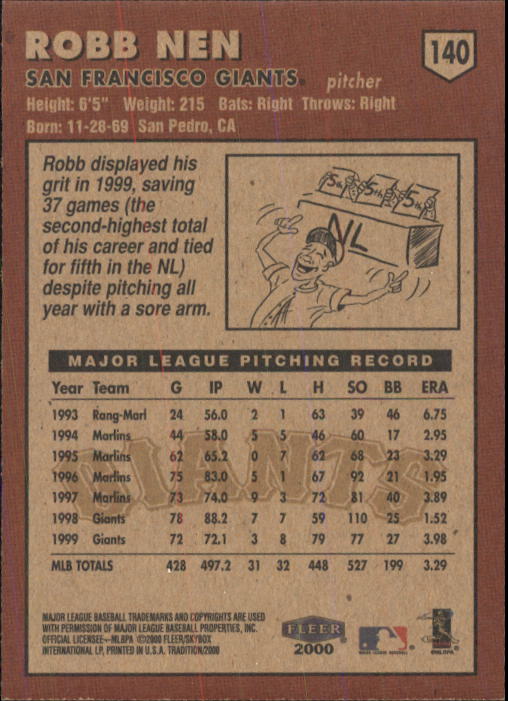 ROBB NEN
140
SAN FRANCISCO GIANTS® pitcher
Height: 6'5" Weight: 215 Bats: Right Throws: Right
Born: 11-28-69 San Pedro, CA
Robb displayed his
grit in 1999, saving
37 games (the
second-highest total
of his career and tied
for fifth in the NL)
despite pitching all
year with a sore arm.
5th 5th 5th
NL
MAJOR LEAGUE PITCHING RECORD
Year Team G IP W L H SO BB ERA
1993 Rang-Marl 24 56.0 2 1 63 39 46 6.75
1994 Marlins 44 58.0 5 5 46 60 17 2.95
1995 Marlins 62 65.2 0 7 62 68 23 3.29
1996 Marlins 75 83.0 5 1 67 92 21 1.95
1997 Marlins 73 74.0 9 3 72 81 40 3.89
1998 Giants 78 88.2 7 7 59 110 25 1.52
1999 Giants 72 72.1 3 8 79 77 27 3.98
MLB TOTALS 428 497.2 31 32 448 527 199 3.29
GIANTS
MAJOR LEAGUE BASEBALL TRADEMARKS AND COPYRIGHTS ARE USED
WITH PERMISSION OF MAJOR LEAGUE BASEBALL PROPERTIES, INC.
OFFICIAL LICENSEE-MLBPA ©2000 FLEER/SKYBOX
INTERNATIONAL LP, PRINTED IN U.S.A. TRADITION/2000
FLEER
2000
MAJOR LEAGUE BASEBALL
©MLBPA